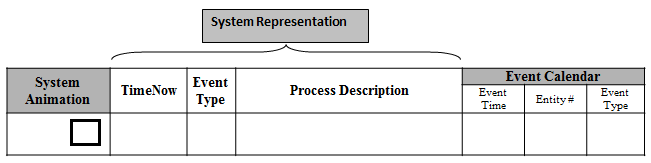 System Representation
System
Animation
TimeNow
Event
Type
Process Description
Event Calendar
Event
Time
Entity #
Event
Type